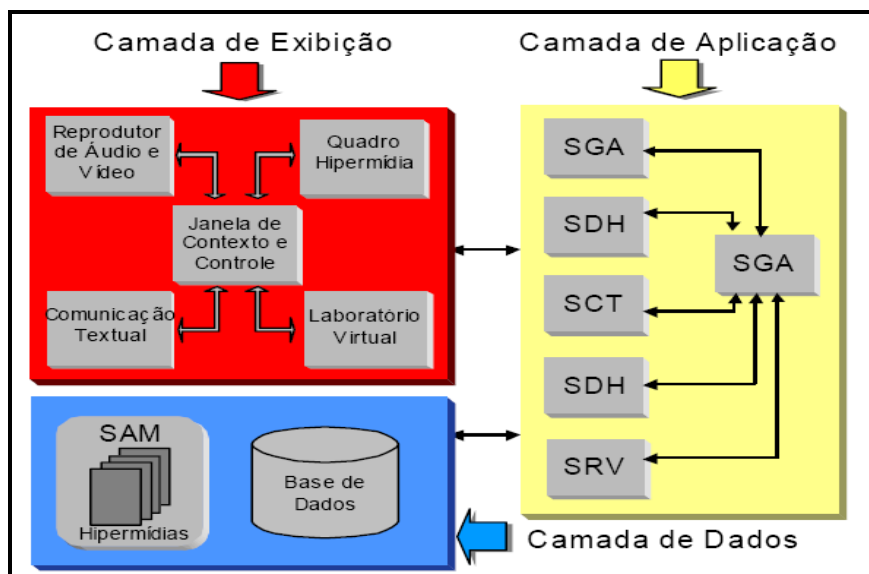 Camada de Exibição
Camada de Aplicação
Reprodutor
de Áudio e
Vídeo
Quadro
Hipermídia
Janela de
Contexto e
Controle
Comunicação
Textual
Laboratório
Virtual
SGA
SDH
SCT
SDH
SRV
SGA
SAM
Hipermídias
Base de
Dados
Camada de Dados